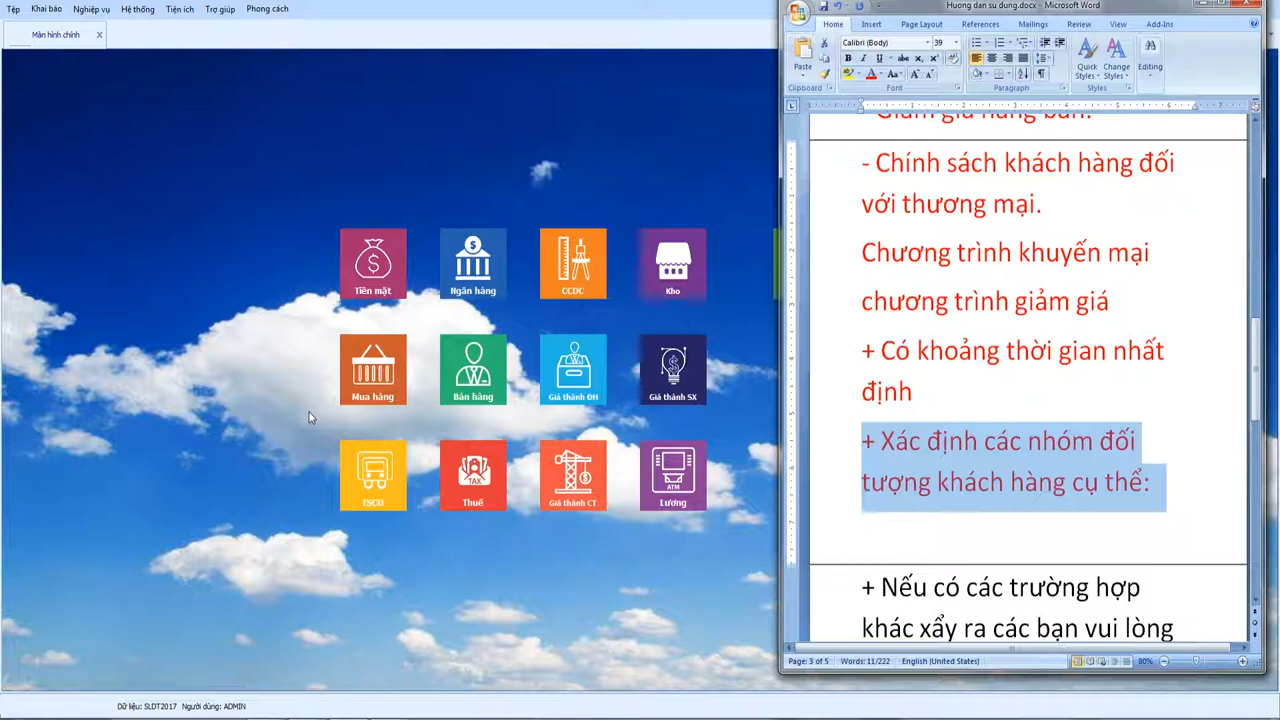 Tệp Khai báo Nghiệp vụ Hệ thống Tiện ích Trợ giúp Phong cách
Màn hình chính
Tiền mặt Ngân hàng CCDC Kho
Mua hàng Bán hàng Giá thành ĐH Giá thành SX
TSCĐ Thuế Giá thành CT Lương
ATM
TAX
Dữ liệu: SLDT2017 Người dùng: ADMIN
Huong dan su dung.docx - Microsoft Word
Home Insert Page Layout References Mailings Review View Add-Ins
Calibri (Body) 39
Paste
Quick Styles
Change Styles
Editing
Clipboard Font Paragraph Styles
- Giảm giá hàng bán.
- Chính sách khách hàng đối
với thương mại.
Chương trình khuyến mại
chương trình giảm giá
+ Có khoảng thời gian nhất
định
+ Xác định các nhóm đối
tượng khách hàng cụ thể:
+ Nếu có các trường hợp
khác xẩy ra các bạn vui lòng
Page: 3 of 5 Words: 11/222 English (United States) 80%